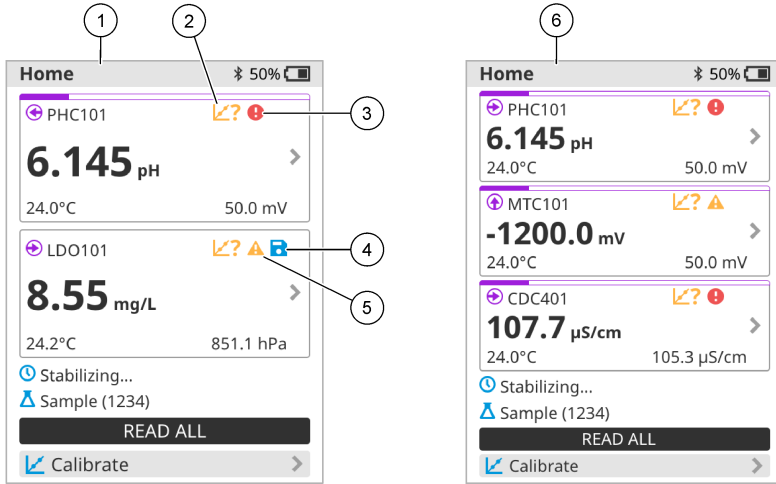 1
2
3
4
5
6
Home
50%
PHC101
?
6.145 pH
24.0°C 50.0 mV
LDO101
?
8.55 mg/L
24.2°C 851.1 hPa
Stabilizing...
Sample (1234)
READ ALL
Calibrate
Home
50%
PHC101
?
6.145 pH
24.0°C 50.0 mV
MTC101
?
-1200.0 mV
24.0°C 50.0 mV
CDC401
?
107.7 µS/cm
24.0°C 105.3 µS/cm
Stabilizing...
Sample (1234)
READ ALL
Calibrate